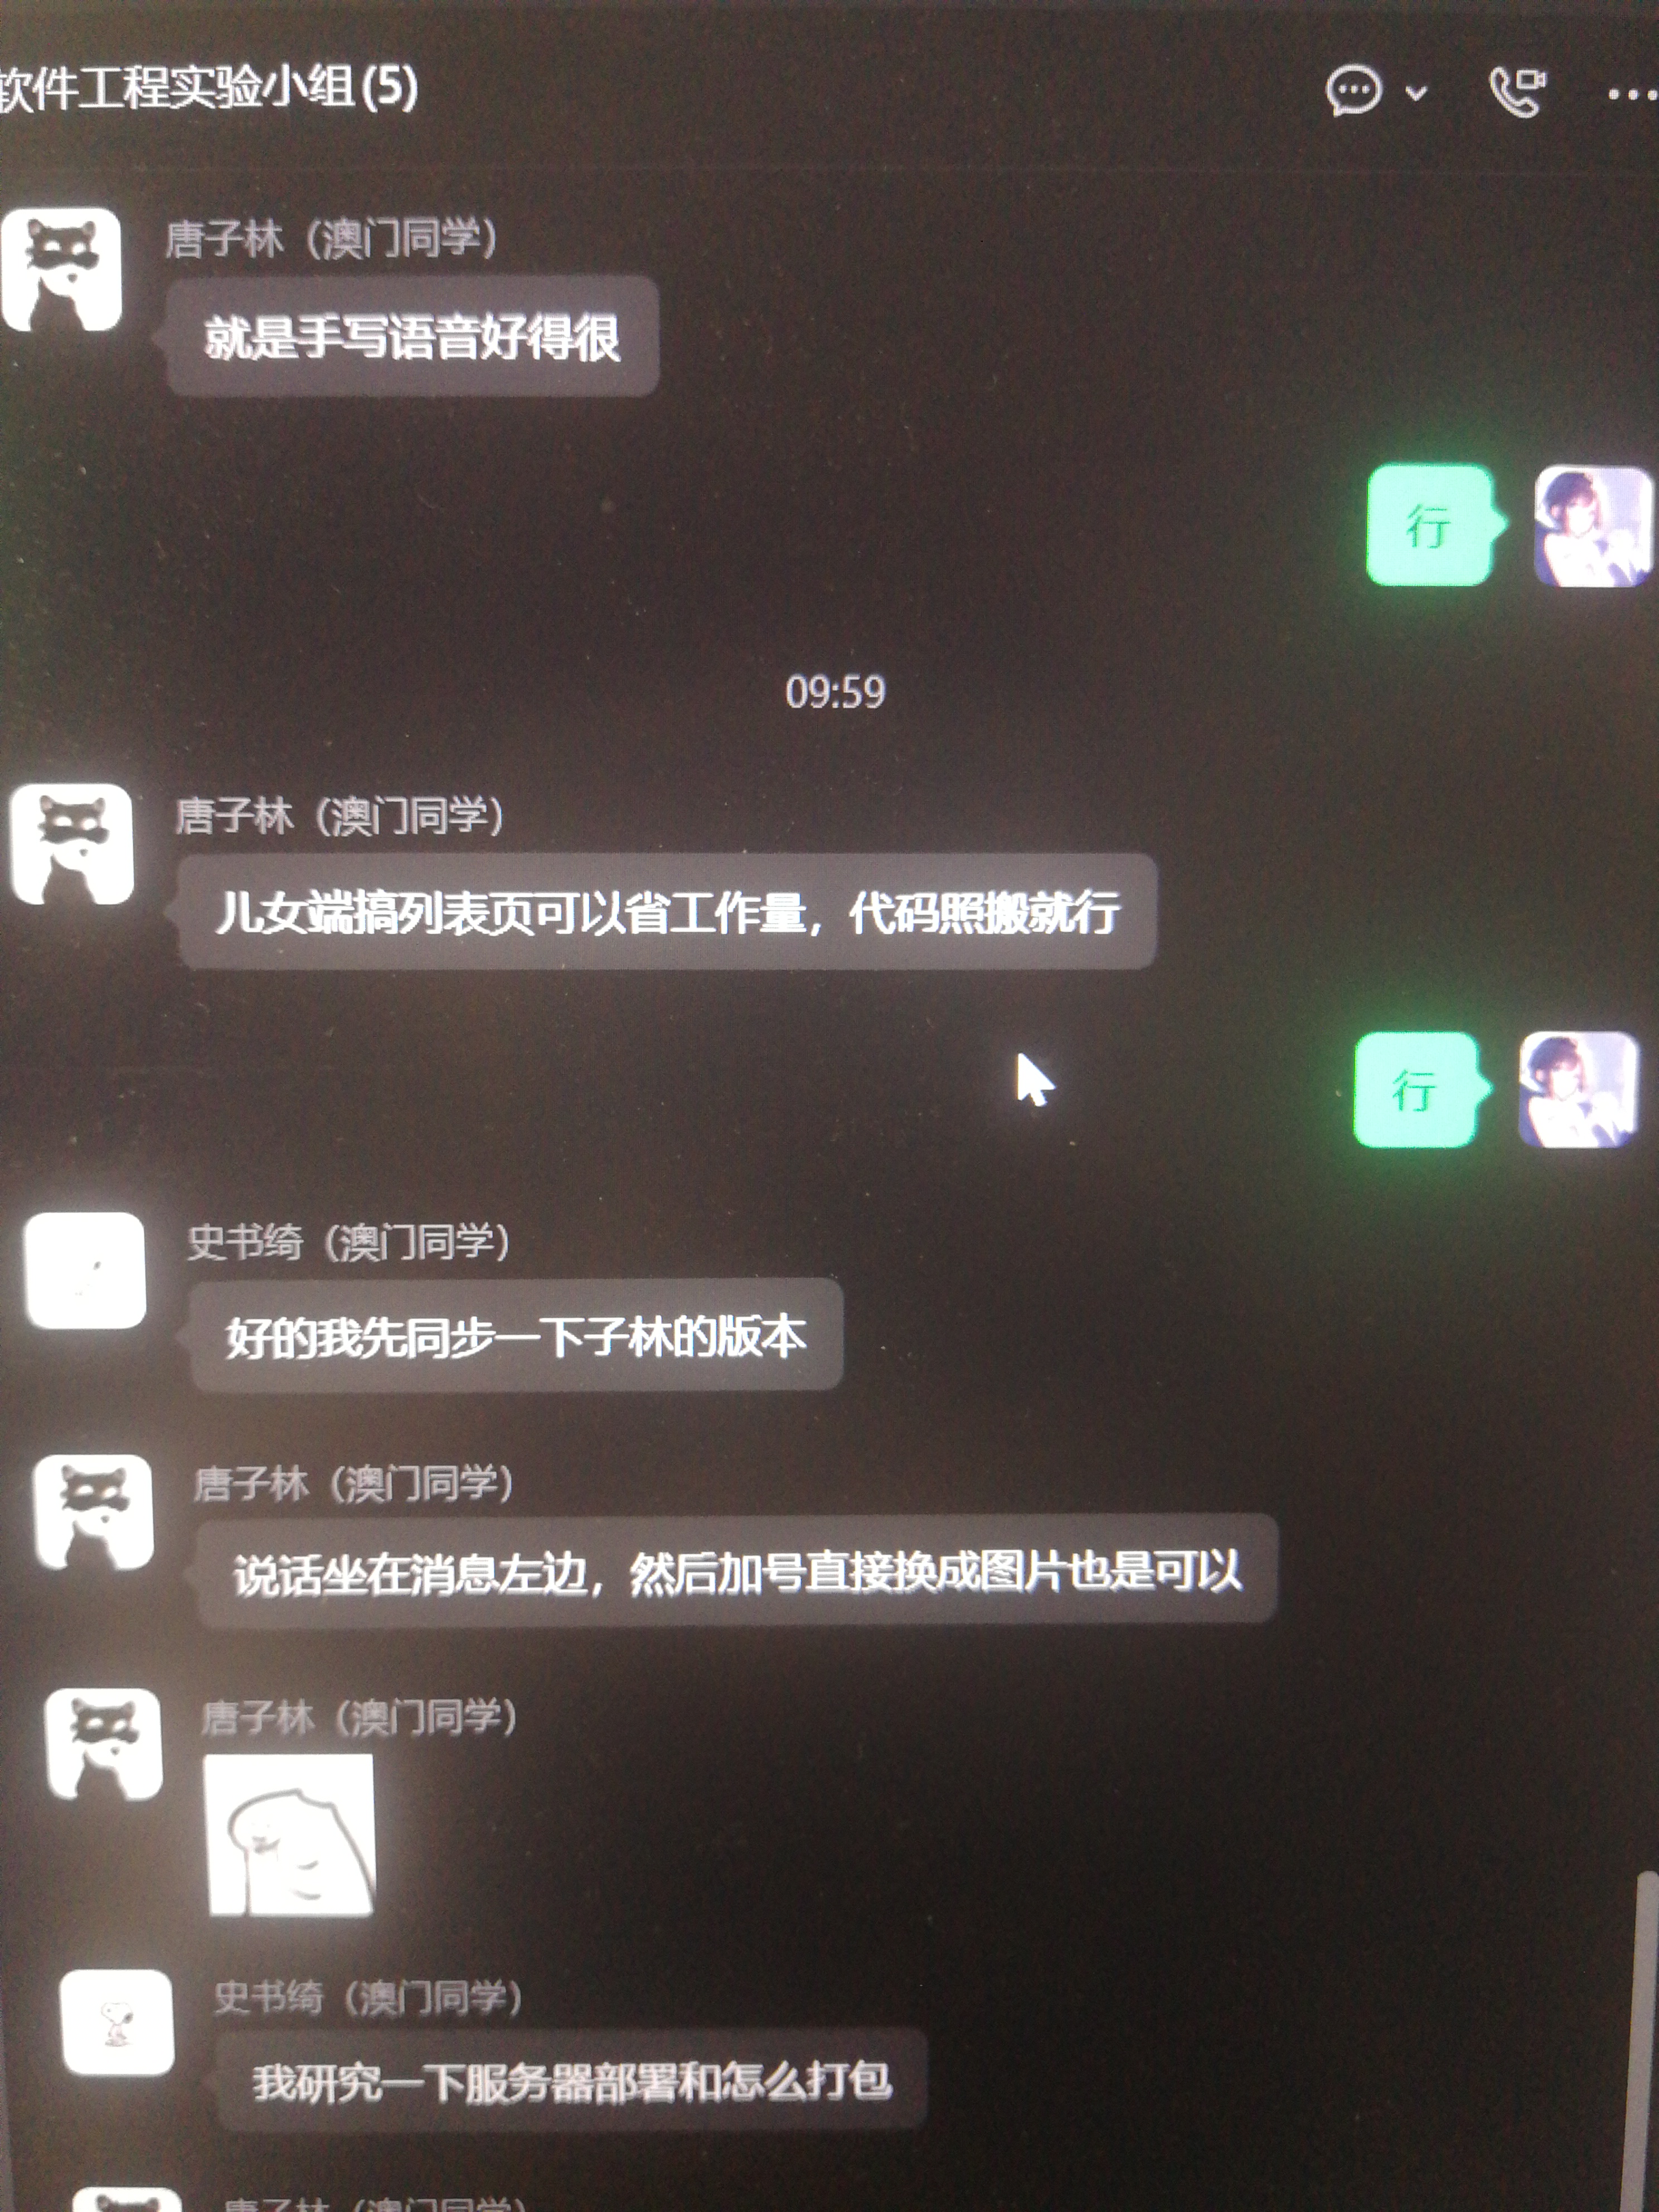 软件工程实验小组(5)
唐子林（澳门同学）
就是手写语音好得很
行
09:59
唐子林（澳门同学）
儿女端搞列表页可以省工作量，代码照搬就行
行
史书绮（澳门同学）
好的我先同步一下子林的版本
唐子林（澳门同学）
说话坐在消息左边，然后加号直接换成图片也是可以
唐子林（澳门同学）
史书绮（澳门同学）
我研究一下服务器部署和怎么打包
唐子林（澳门同学）